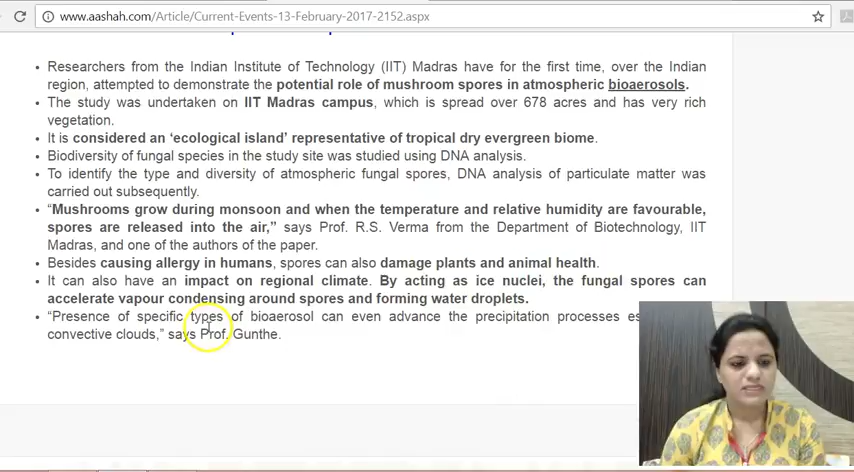 www.aashah.com/Article/Current-Events-13-February-2017-2152.aspx
Researchers from the Indian Institute of Technology (IIT) Madras have for the first time, over the Indian
region, attempted to demonstrate the potential role of mushroom spores in atmospheric bioaerosols.
The study was undertaken on IIT Madras campus, which is spread over 678 acres and has very rich
vegetation.
It is considered an ‘ecological island’ representative of tropical dry evergreen biome.
Biodiversity of fungal species in the study site was studied using DNA analysis.
To identify the type and diversity of atmospheric fungal spores, DNA analysis of particulate matter was
carried out subsequently.
“Mushrooms grow during monsoon and when the temperature and relative humidity are favourable,
spores are released into the air,” says Prof. R.S. Verma from the Department of Biotechnology, IIT
Madras, and one of the authors of the paper.
Besides causing allergy in humans, spores can also damage plants and animal health.
It can also have an impact on regional climate. By acting as ice nuclei, the fungal spores can
accelerate vapour condensing around spores and forming water droplets.
“Presence of specific types of bioaerosol can even advance the precipitation processes
convective clouds,” says Prof. Gunthe.